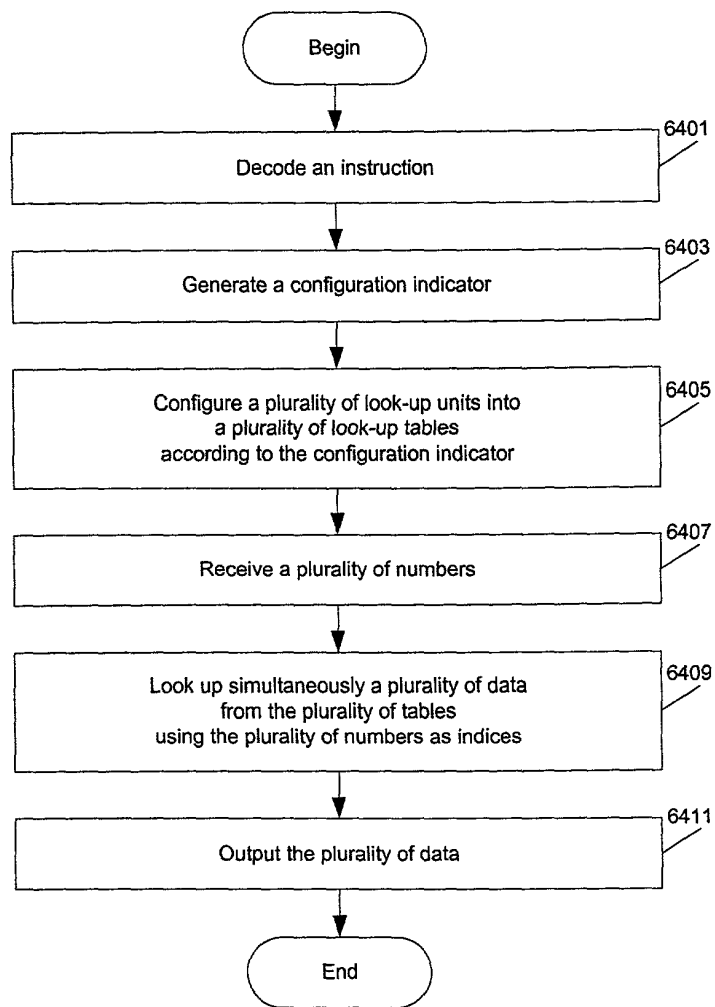 Begin
6401
Decode an instruction
6403
Generate a configuration indicator
6405
Configure a plurality of look-up units into
a plurality of look-up tables
according to the configuration indicator
6407
Receive a plurality of numbers
6409
Look up simultaneously a plurality of data
from the plurality of tables
using the plurality of numbers as indices
6411
Output the plurality of data
End